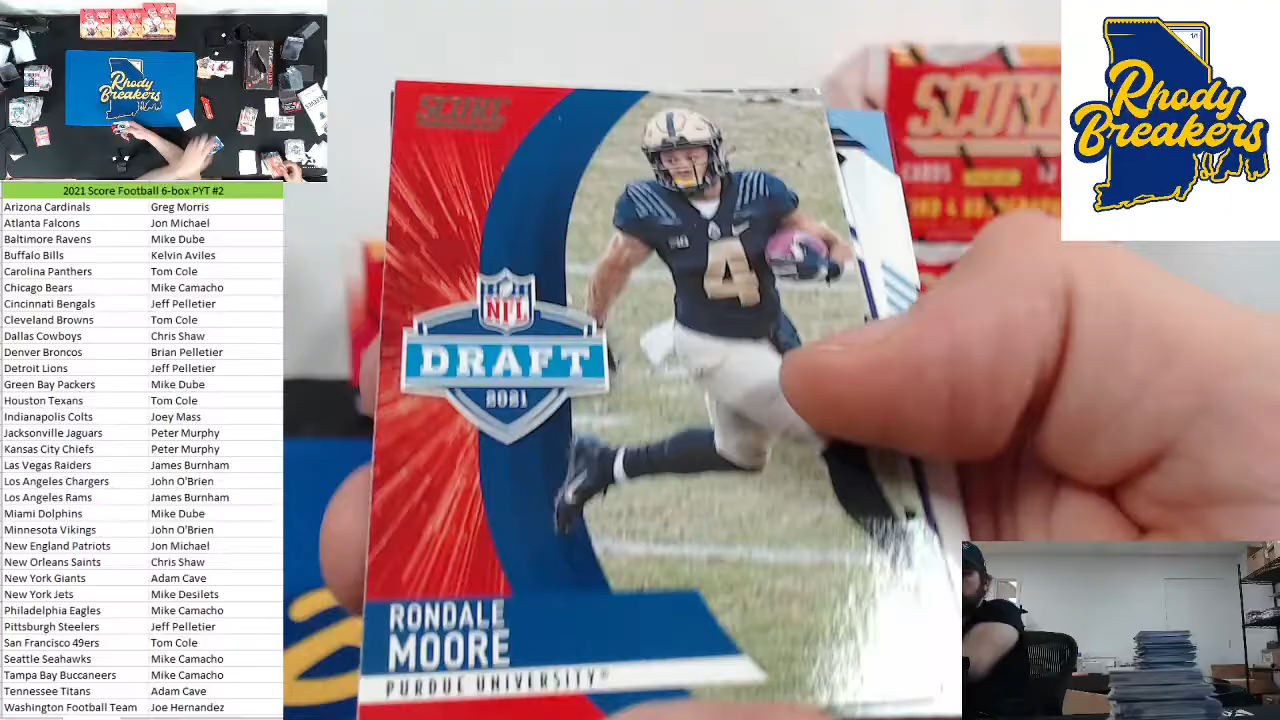 Rhody
Breakers
2021 Score Football 6-box PYT #2
Arizona Cardinals Greg Morris
Atlanta Falcons Jon Michael
Baltimore Ravens Mike Dube
Buffalo Bills Kelvin Aviles
Carolina Panthers Tom Cole
Chicago Bears Mike Camacho
Cincinnati Bengals Jeff Pelletier
Cleveland Browns Tom Cole
Dallas Cowboys Chris Shaw
Denver Broncos Brian Pelletier
Detroit Lions Jeff Pelletier
Green Bay Packers Mike Dube
Houston Texans Tom Cole
Indianapolis Colts Joey Mass
Jacksonville Jaguars Peter Murphy
Kansas City Chiefs Peter Murphy
Las Vegas Raiders James Burnham
Los Angeles Chargers John O'Brien
Los Angeles Rams James Burnham
Miami Dolphins Mike Dube
Minnesota Vikings John O'Brien
New England Patriots Jon Michael
New Orleans Saints Chris Shaw
New York Giants Adam Cave
New York Jets Mike Desilets
Philadelphia Eagles Mike Camacho
Pittsburgh Steelers Jeff Pelletier
San Francisco 49ers Tom Cole
Seattle Seahawks Mike Camacho
Tampa Bay Buccaneers Mike Camacho
Tennessee Titans Adam Cave
Washington Football Team Joe Hernandez
SCORE
4
NFL
DRAFT
2021
RONDALE
MOORE
PURDUE UNIVERSITY®
SCORE
CARDS
1/1
Rhody
Breakers